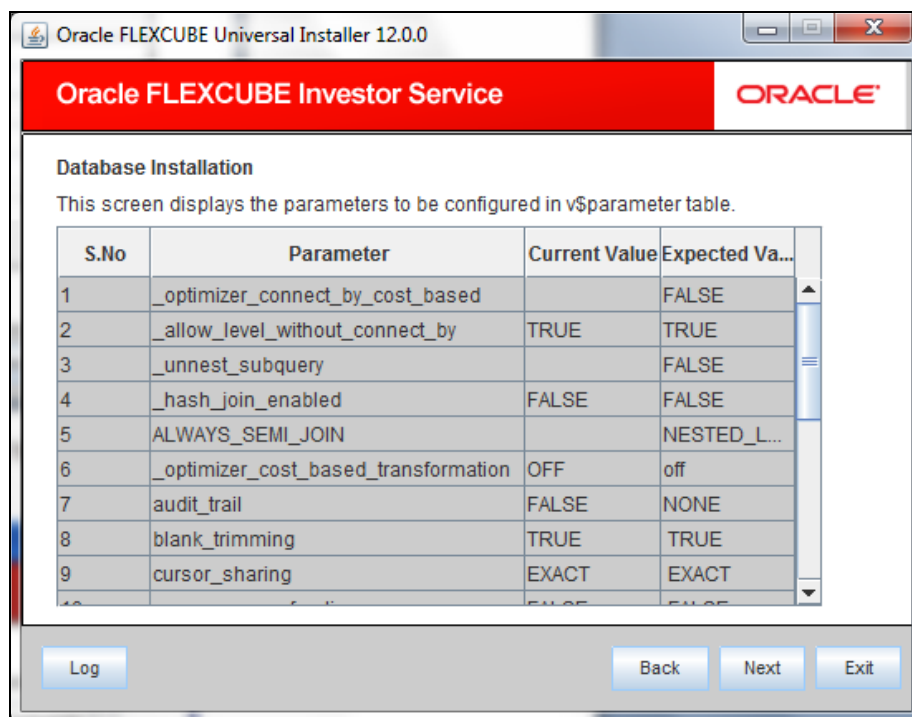 Oracle FLEXCUBE Universal Installer 12.0.0
Oracle FLEXCUBE Investor Service
ORACLE
Database Installation
This screen displays the parameters to be configured in v$parameter table.
S.No Parameter Current Value Expected Va...
1 _optimizer_connect_by_cost_based FALSE
2 _allow_level_without_connect_by TRUE TRUE
3 _unnest_subquery FALSE
4 _hash_join_enabled FALSE FALSE
5 ALWAYS_SEMI_JOIN NESTED_L...
6 _optimizer_cost_based_transformation OFF off
7 audit_trail FALSE NONE
8 blank_trimming TRUE TRUE
9 cursor_sharing EXACT EXACT
Log Back Next Exit